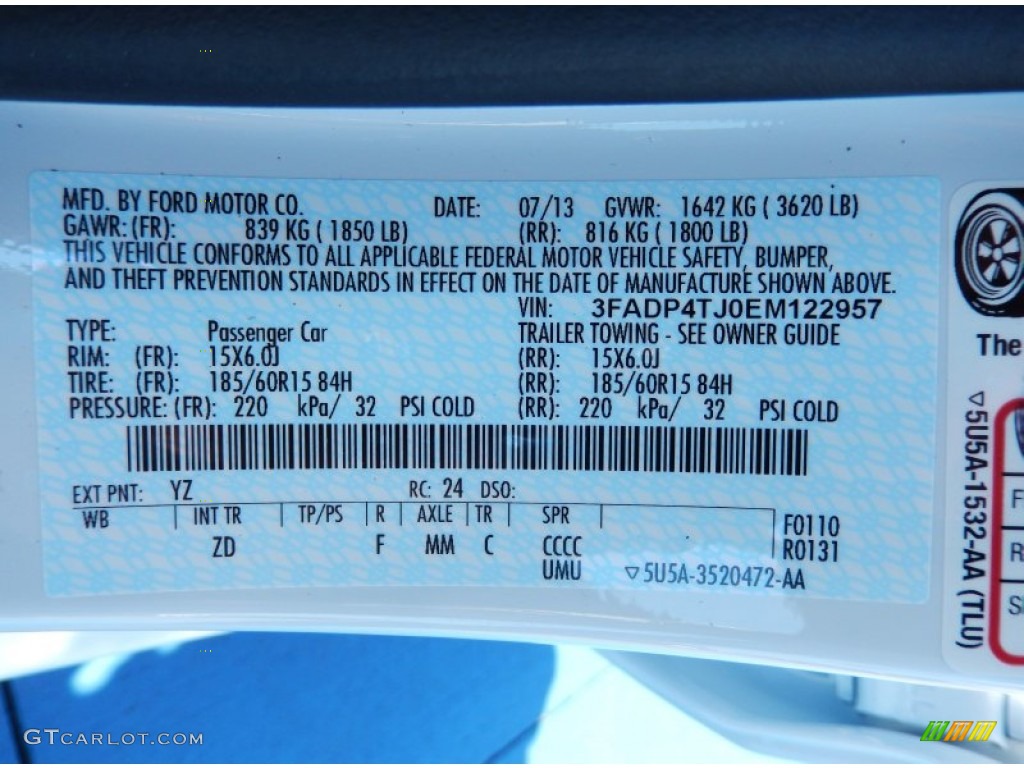 MFD. BY FORD MOTOR CO. DATE: 07/13 GVWR: 1642 KG ( 3620 LB)
GAWR: (FR): 839 KG ( 1850 LB) (RR): 816 KG ( 1800 LB)
THIS VEHICLE CONFORMS TO ALL APPLICABLE FEDERAL MOTOR VEHICLE SAFETY, BUMPER,
AND THEFT PREVENTION STANDARDS IN EFFECT ON THE DATE OF MANUFACTURE SHOWN ABOVE.
VIN: 3FADP4TJ0EM122957
TYPE: Passenger Car TRAILER TOWING - SEE OWNER GUIDE
RIM: (FR): 15X6.0J (RR): 15X6.0J
TIRE: (FR): 185/60R15 84H (RR): 185/60R15 84H
PRESSURE: (FR): 220 kPa/ 32 PSI COLD (RR): 220 kPa/ 32 PSI COLD
EXT PNT: YZ RC: 24 DSO:
WB INT TR TP/PS R AXLE TR SPR F0110
ZD F MM C CCCC R0131
UMU ▽5U5A-3520472-AA
The
▽5U5A-1532-AA (TLU)
F
R
S
GTCARLOT.COM